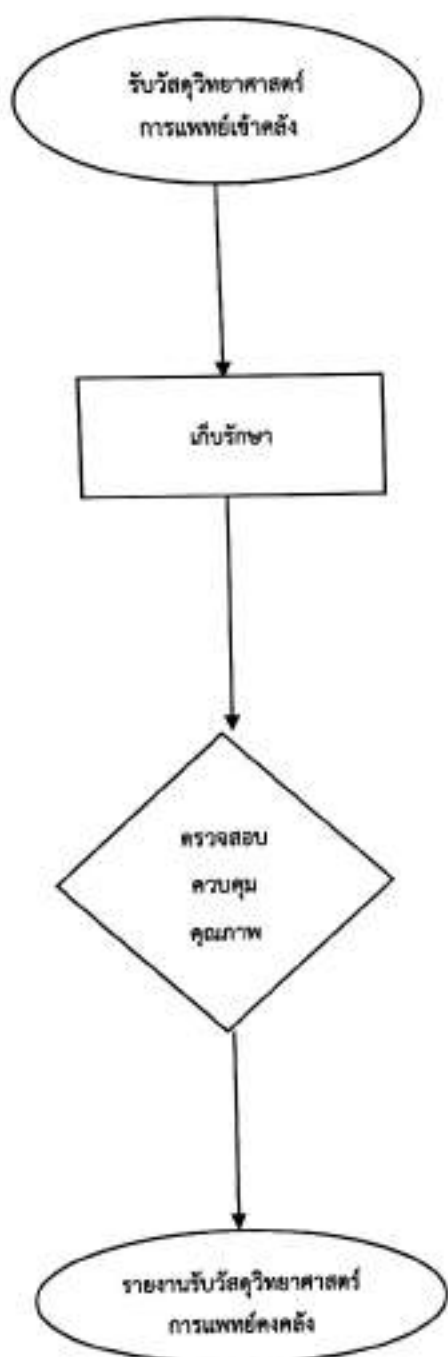 รับวัสดุวิทยาศาสตร์
การแพทย์เข้าคลัง
เก็บรักษา
ตรวจสอบ
ควบคุม
คุณภาพ
รายงานรับวัสดุวิทยาศาสตร์
การแพทย์คงคลัง